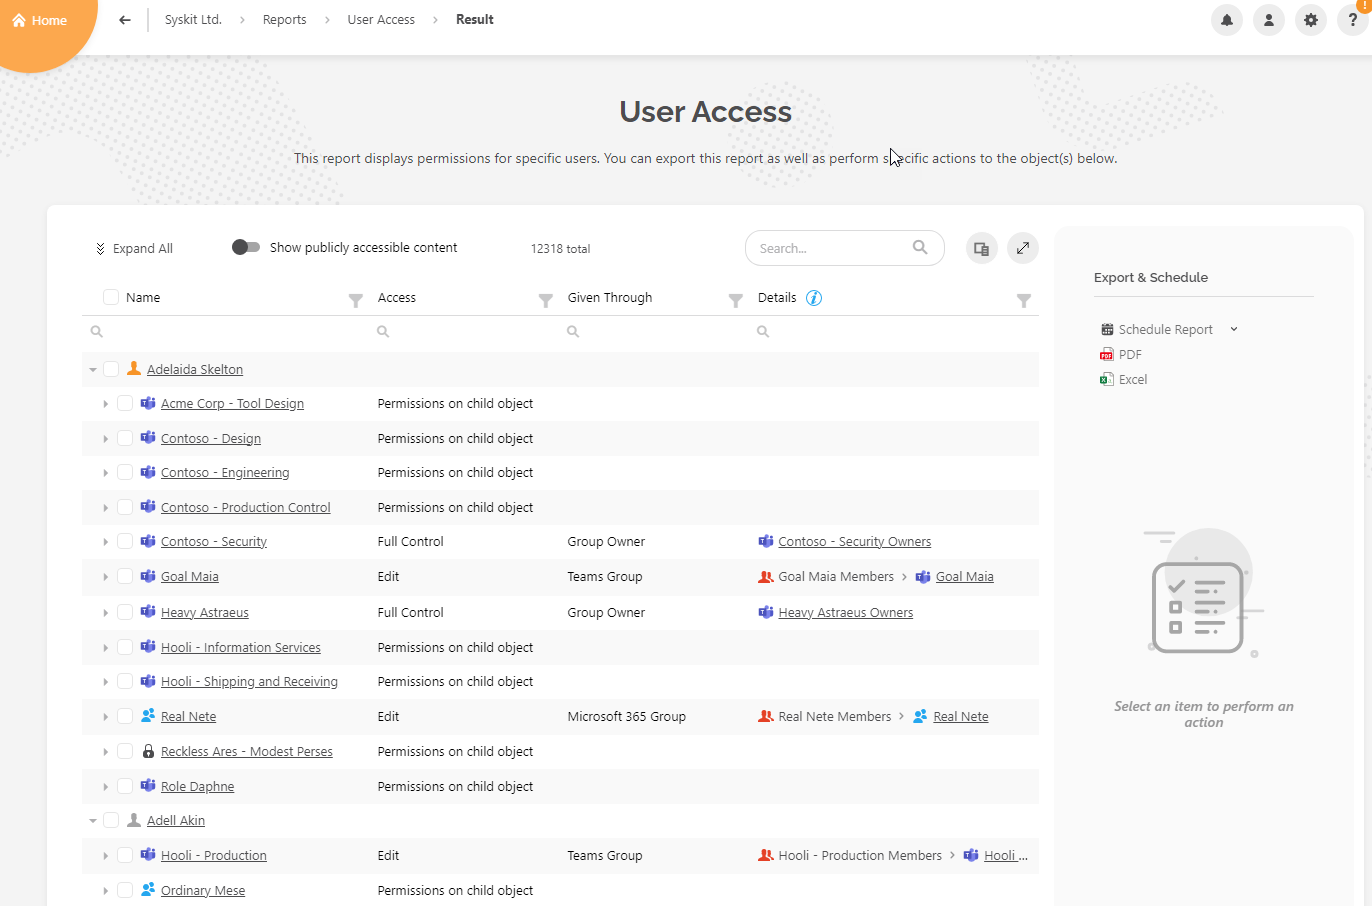 Home
Syskit Ltd. > Reports > User Access > Result
?
!
User Access
This report displays permissions for specific users. You can export this report as well as perform specific actions to the object(s) below.
Expand All
Show publicly accessible content
12318 total
Search...
Name
Access
Given Through
Details
Adelaida Skelton
Acme Corp - Tool Design Permissions on child object
Contoso - Design Permissions on child object
Contoso - Engineering Permissions on child object
Contoso - Production Control Permissions on child object
Contoso - Security Full Control Group Owner Contoso - Security Owners
Goal Maia Edit Teams Group Goal Maia Members > Goal Maia
Heavy Astraeus Full Control Group Owner Heavy Astraeus Owners
Hooli - Information Services Permissions on child object
Hooli - Shipping and Receiving Permissions on child object
Real Nete Edit Microsoft 365 Group Real Nete Members > Real Nete
Reckless Ares - Modest Perses Permissions on child object
Role Daphne Permissions on child object
Adell Akin
Hooli - Production Edit Teams Group Hooli - Production Members > Hooli ...
Ordinary Mese Permissions on child object
Export & Schedule
Schedule Report
PDF
Excel
Select an item to perform an
action